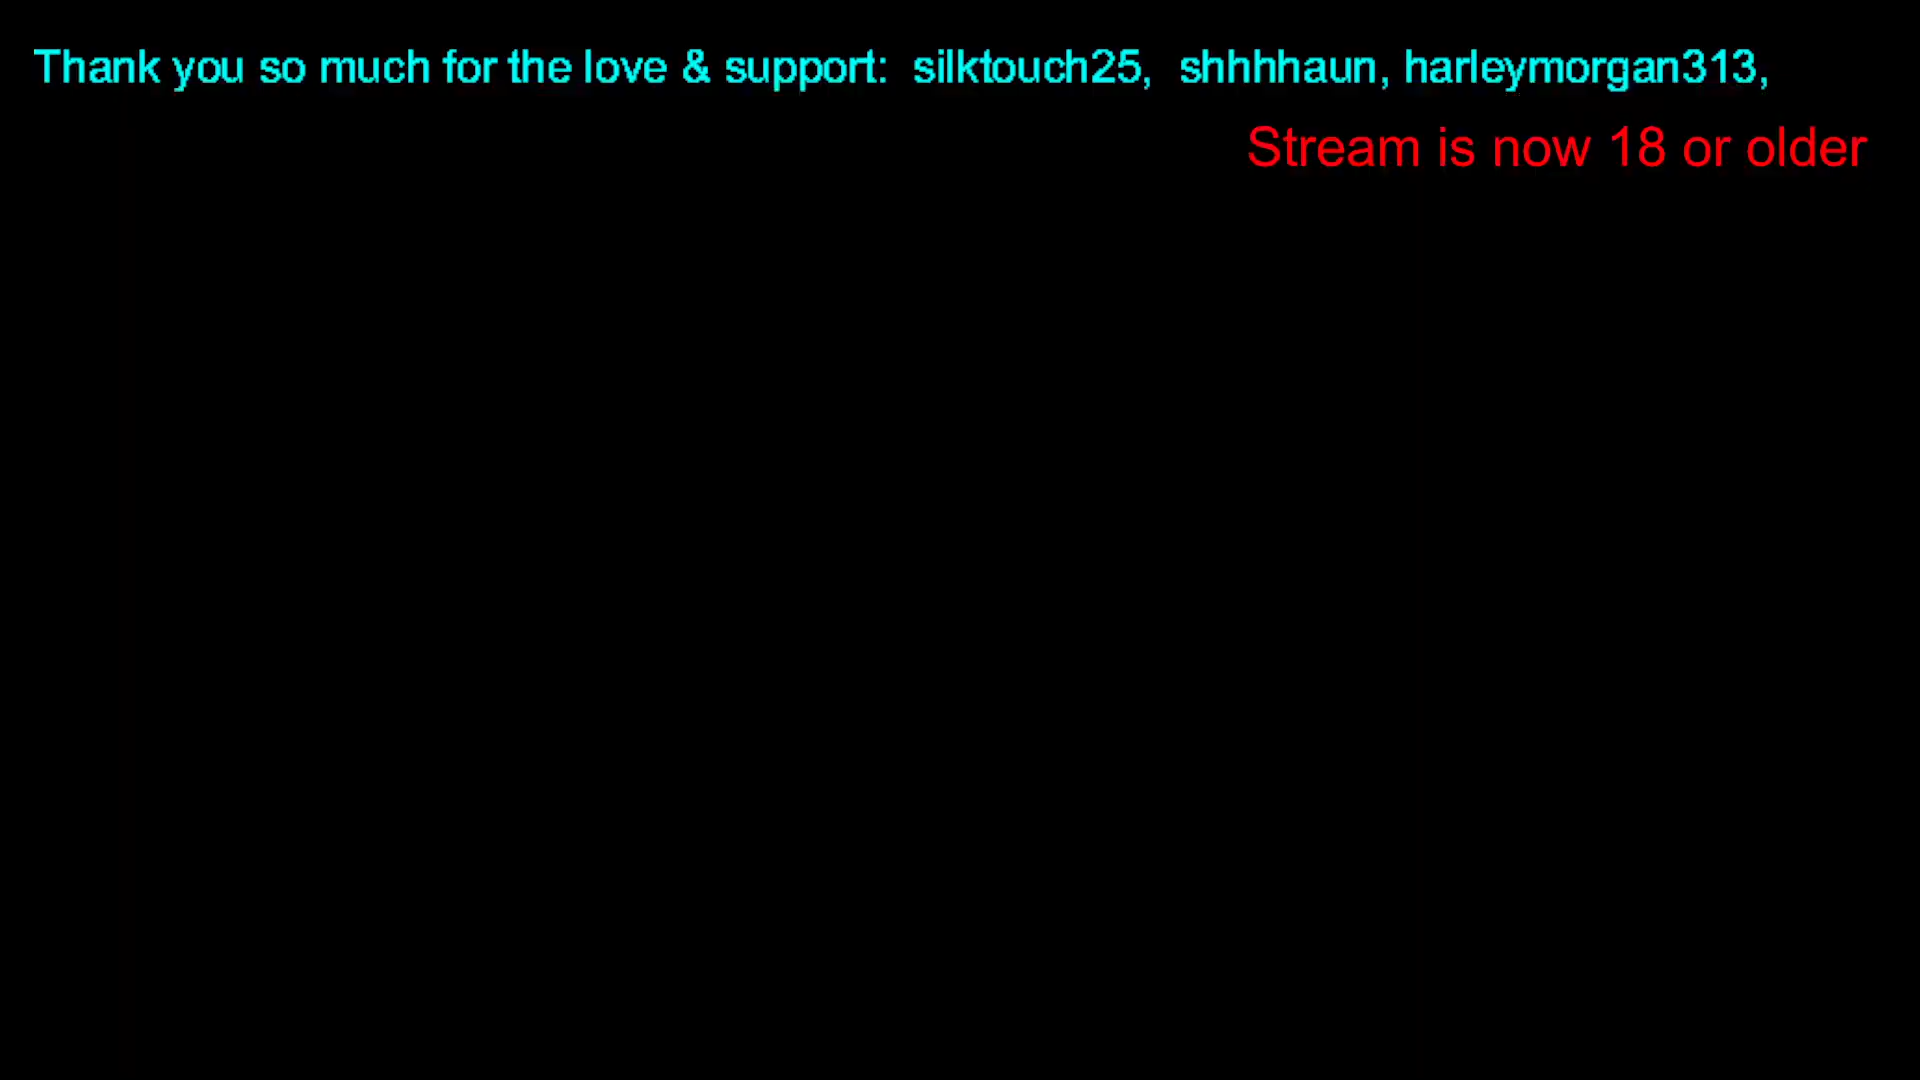 Thank you so much for the love & support:  silktouch25,  shhhhaun, harleymorgan313,
Stream is now 18 or older